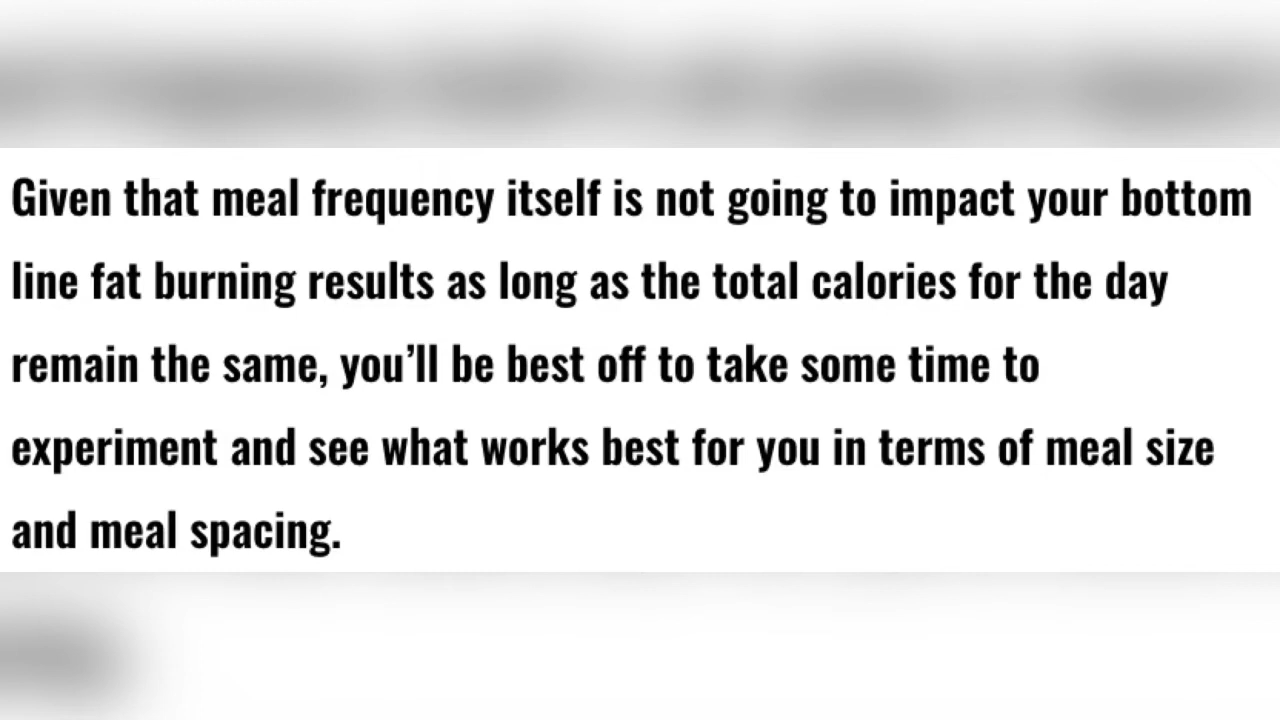 Given that meal frequency itself is not going to impact your bottom
line fat burning results as long as the total calories for the day
remain the same, you’ll be best off to take some time to
experiment and see what works best for you in terms of meal size
and meal spacing.